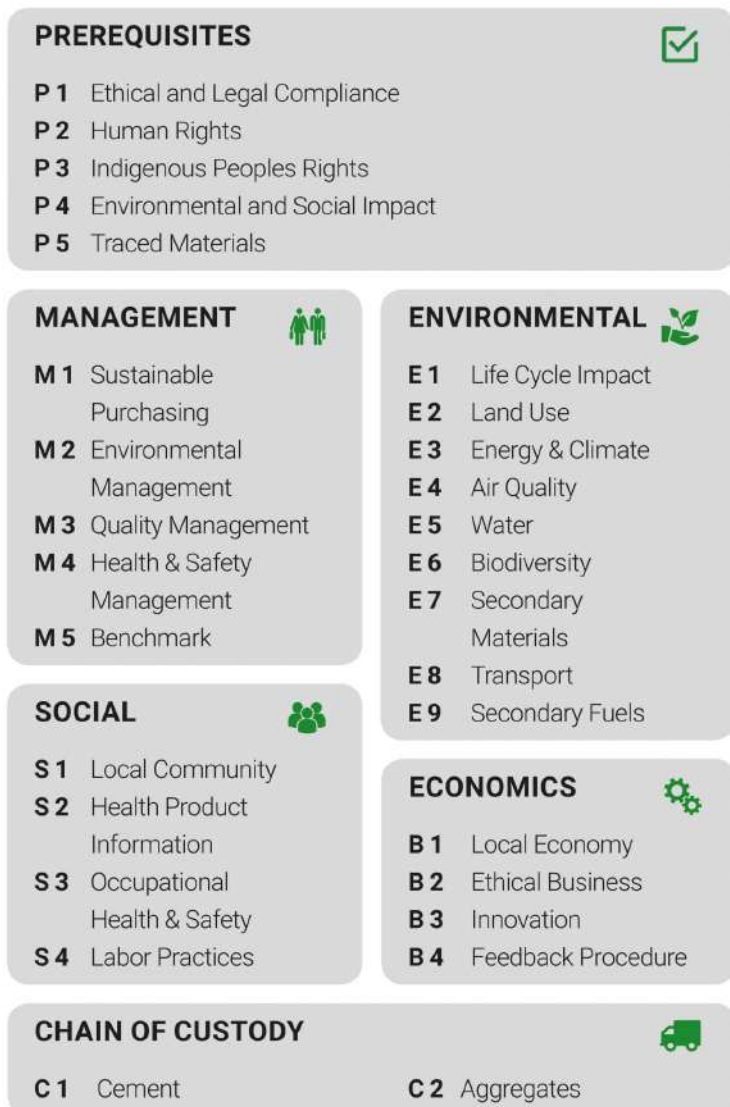 PREREQUISITES
P 1 Ethical and Legal Compliance
P 2 Human Rights
P 3 Indigenous Peoples Rights
P 4 Environmental and Social Impact
P 5 Traced Materials
MANAGEMENT
M 1 Sustainable
Purchasing
M 2 Environmental
Management
M 3 Quality Management
M 4 Health & Safety
Management
M 5 Benchmark
ENVIRONMENTAL
E 1 Life Cycle Impact
E 2 Land Use
E 3 Energy & Climate
E 4 Air Quality
E 5 Water
E 6 Biodiversity
E 7 Secondary
Materials
E 8 Transport
E 9 Secondary Fuels
SOCIAL
S 1 Local Community
S 2 Health Product
Information
S 3 Occupational
Health & Safety
S 4 Labor Practices
ECONOMICS
B 1 Local Economy
B 2 Ethical Business
B 3 Innovation
B 4 Feedback Procedure
CHAIN OF CUSTODY
C 1 Cement
C 2 Aggregates